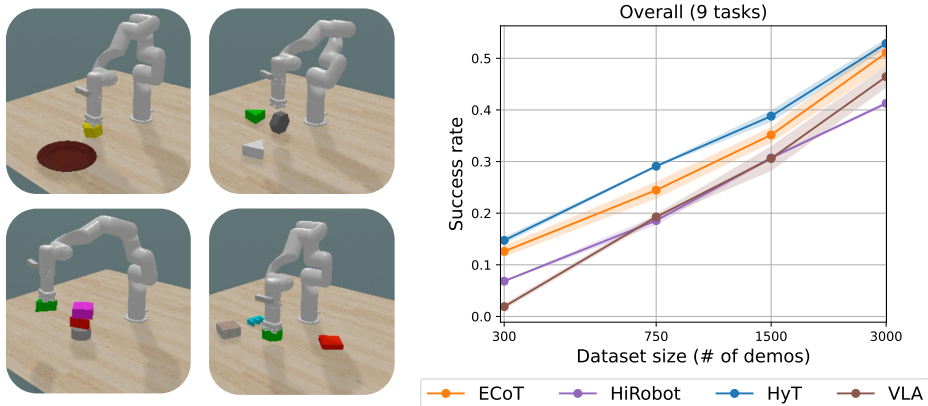 Overall (9 tasks)
Success rate
0.5
0.4
0.3
0.2
0.1
0.0
300
750
1500
3000
Dataset size (# of demos)
ECoT HiRobot HyT VLA